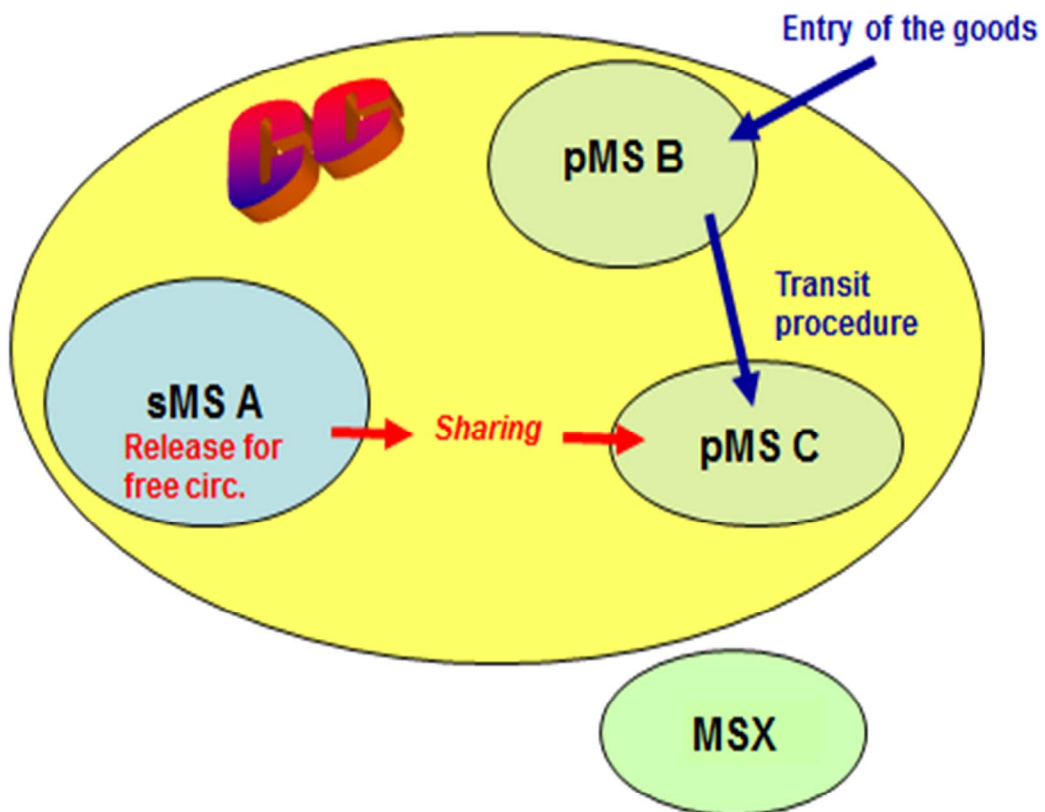 Entry of the goods
CC
pMS B
Transit
procedure
sMS A
Release for
free circ.
Sharing
pMS C
MSX